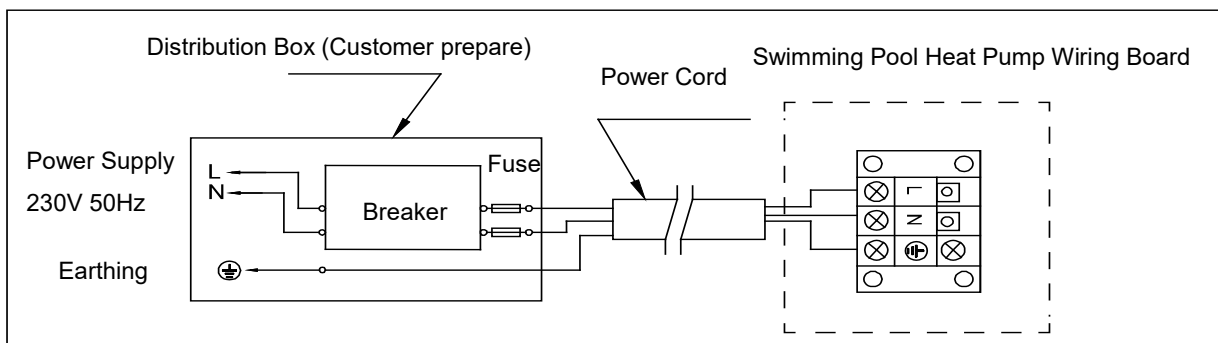 Distribution Box (Customer prepare)
Swimming Pool Heat Pump Wiring Board
Power Cord
Power Supply
230V 50Hz
L
N
Fuse
Breaker
Earthing
L
N